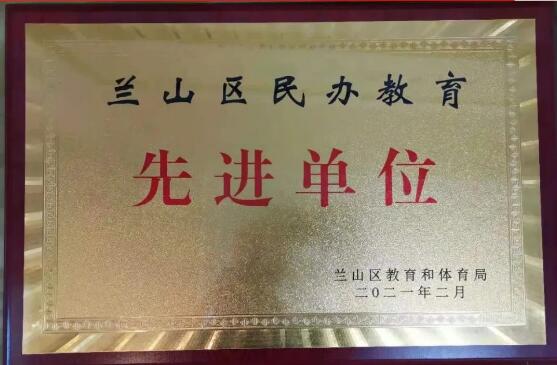 兰山区民办教育
先进单位
兰山区教育和体育局
二〇二一年二月